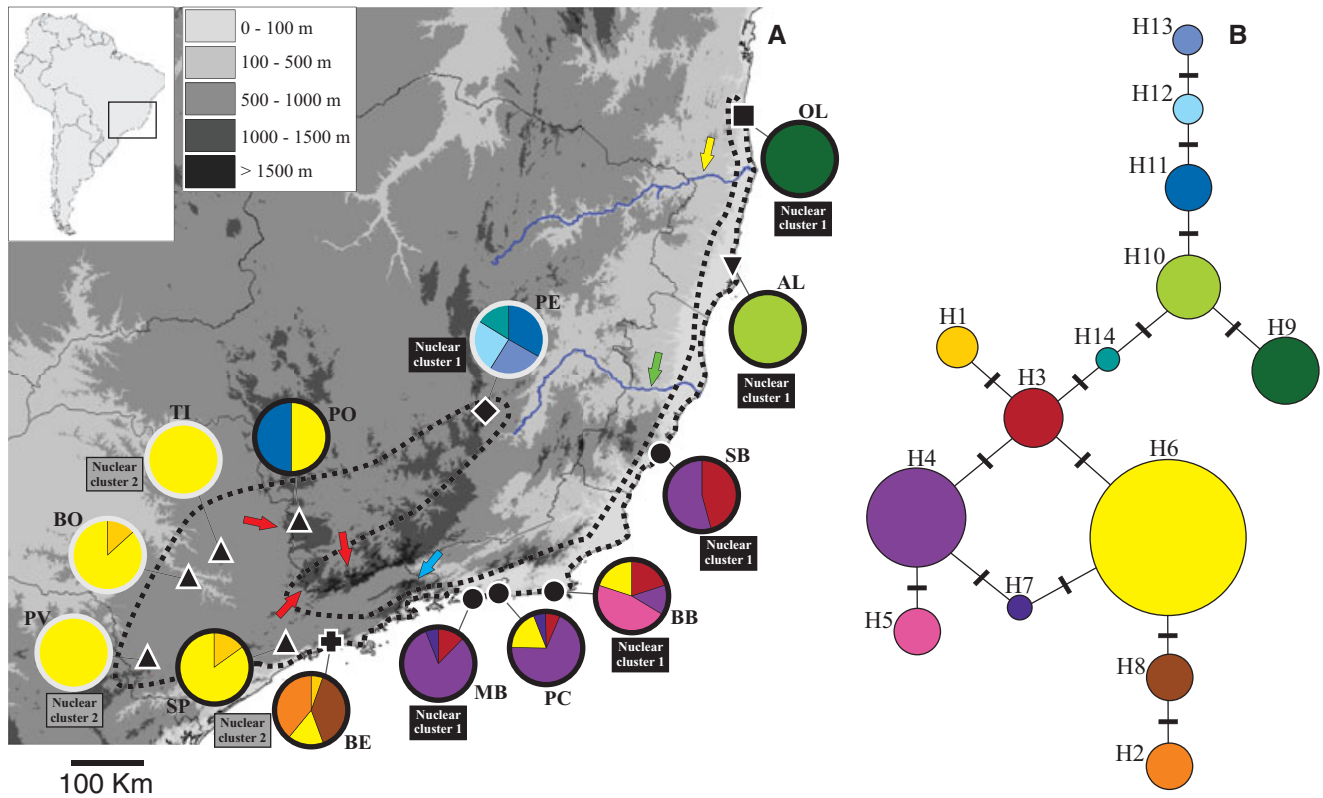 0 - 100 m
100 - 500 m
500 - 1000 m
1000 - 1500 m
> 1500 m
A
OL
Nuclear
cluster 1
AL
Nuclear
cluster 1
PE
Nuclear
cluster 1
TI
Nuclear
cluster 2
PO
BO
SB
Nuclear
cluster 1
PV
Nuclear
cluster 2
SP
Nuclear
cluster 2
BE
MB
Nuclear
cluster 1
PC
BB
Nuclear
cluster 1
100 Km
B
H13
H12
H11
H10
H1
H14
H9
H3
H4
H6
H7
H5
H8
H2